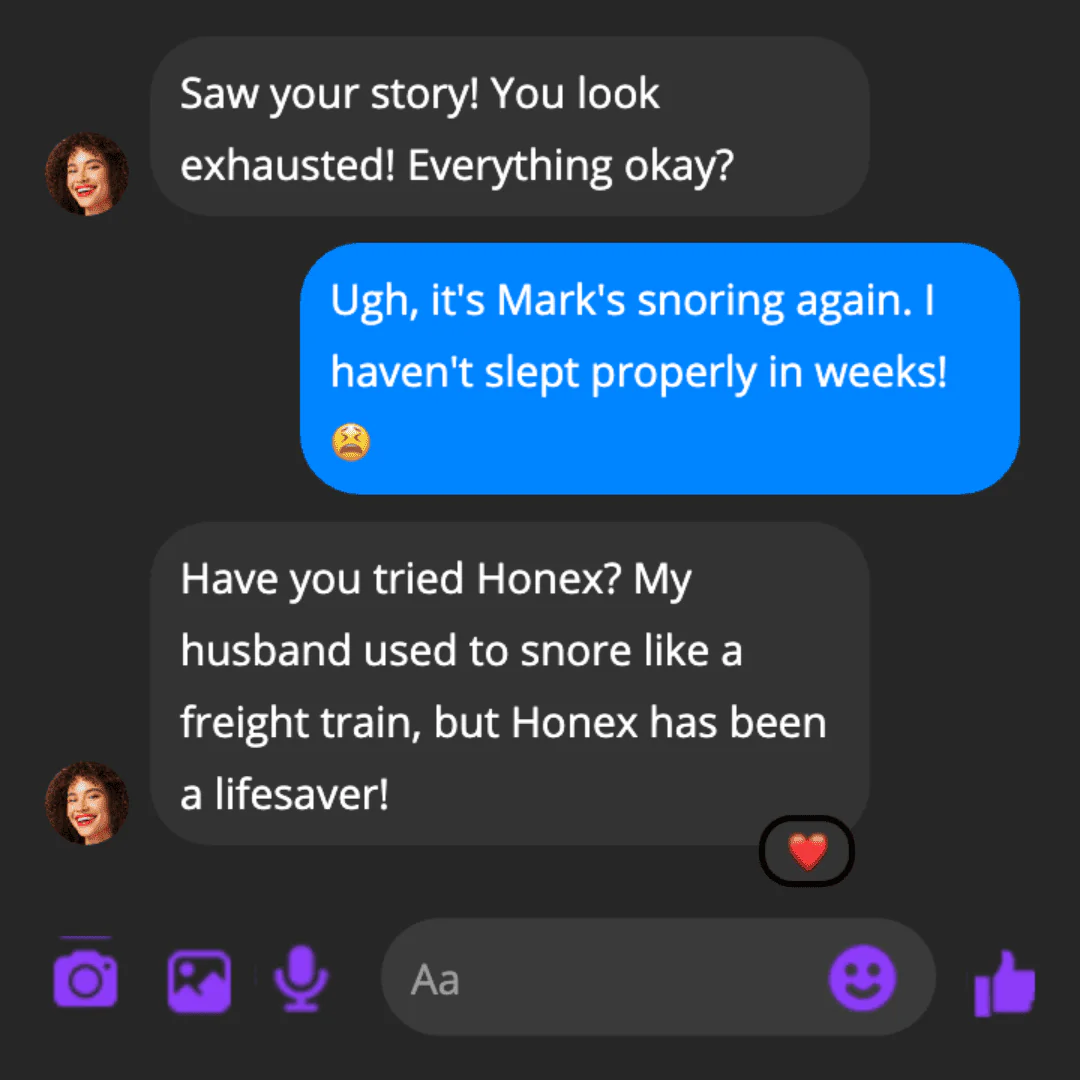 Saw your story! You look
exhausted! Everything okay?
Ugh, it's Mark's snoring again. I
haven't slept properly in weeks!
😫
Have you tried Honex? My
husband used to snore like a
freight train, but Honex has been
a lifesaver!
❤️
Aa